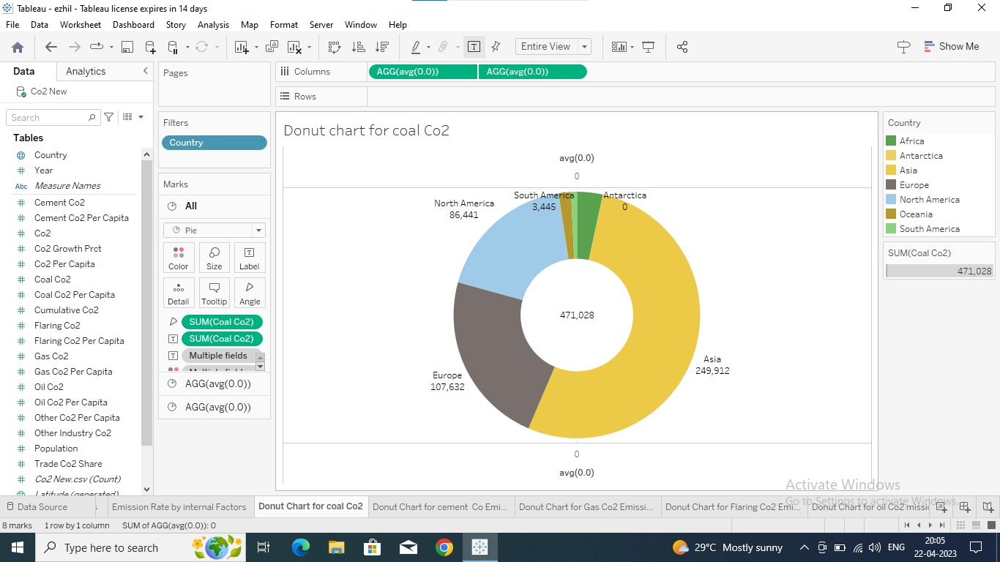 Tableau - ezhil - Tableau license expires in 14 days
File Data Worksheet Dashboard Story Analysis Map Format Server Window Help
Entire View
Show Me
Data Analytics
Co2 New
Search
Tables
Country
Year
Abc Measure Names
Cement Co2
Cement Co2 Per Capita
Co2
Co2 Growth Prct
Co2 Per Capita
Coal Co2
Coal Co2 Per Capita
Cumulative Co2
Flaring Co2
Flaring Co2 Per Capita
Gas Co2
Gas Co2 Per Capita
Oil Co2
Oil Co2 Per Capita
Other Co2 Per Capita
Other Industry Co2
Population
Trade Co2 Share
Co2 New.csv (Count)
Latitude (generated)
Pages
Filters
Country
Marks
All
Pie
Color Size Label
Detail Tooltip Angle
SUM(Coal Co2)
SUM(Coal Co2)
Multiple fields
AGG(avg(0.0))
AGG(avg(0.0))
Columns AGG(avg(0.0)) AGG(avg(0.0))
Rows
Donut chart for coal Co2
avg(0.0)
0
South America
3,445
Antarctica
0
North America
86,441
471,028
Asia
249,912
Europe
107,632
0
avg(0.0)
Country
Africa
Antarctica
Asia
Europe
North America
Oceania
South America
SUM(Coal Co2)
471,028
Activate Windows
Go to Settings to activate Windows.
Data Source Emission Rate by internal Factors Donut Chart for coal Co2 Donut Chart for cement Co Emi... Donut Chart for Gas Co2 Emissi... Donut Chart for Flaring Co2 Emi... Donut Chart for oil Co2 missi
8 marks 1 row by 1 column SUM of AGG(avg(0.0)): 0
Type here to search
29°C Mostly sunny
ENG
20:05
22-04-2023